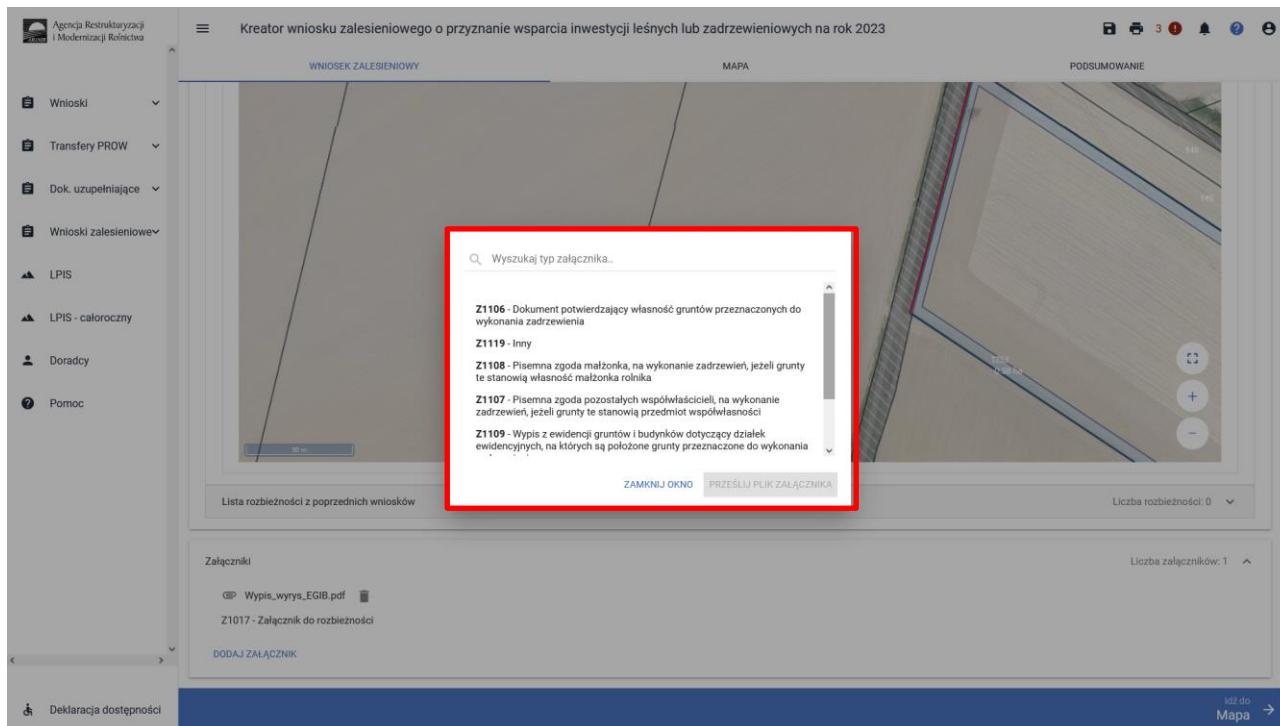 Agencja Restrukturyzacji
i Modernizacji Rolnictwa
Kreator wniosku zalesieniowego o przyznanie wsparcia inwestycji leśnych lub zadrzewieniowych na rok 2023
3
WNIOSEK ZALESIENIOWY
MAPA
PODSUMOWANIE
Wnioski
Transfery PROW
Dok. uzupełniające
Wnioski zalesieniowe
LPIS
LPIS - całoroczny
Doradcy
Pomoc
Deklaracja dostępności
Wyszukaj typ załącznika..
Z1106 - Dokument potwierdzający własność gruntów przeznaczonych do
wykonania zadrzewienia
Z1119 - Inny
Z1108 - Pisemna zgoda małżonka, na wykonanie zadrzewień, jeżeli grunty
te stanowią własność małżonka rolnika
Z1107 - Pisemna zgoda pozostałych współwłaścicieli, na wykonanie
zadrzewień, jeżeli grunty te stanowią przedmiot współwłasności
Z1109 - Wypis z ewidencji gruntów i budynków dotyczący działek
ewidencyjnych, na których są położone grunty przeznaczone do wykonania
ZAMKNIJ OKNO
PRZEŚLIJ PLIK ZAŁĄCZNIKA
50 m
Lista rozbieżności z poprzednich wniosków
Liczba rozbieżności: 0
Załączniki
Liczba załączników: 1
Wypis_wyrys_EGIB.pdf
Z1017 - Załącznik do rozbieżności
DODAJ ZAŁĄCZNIK
Idź do
Mapa